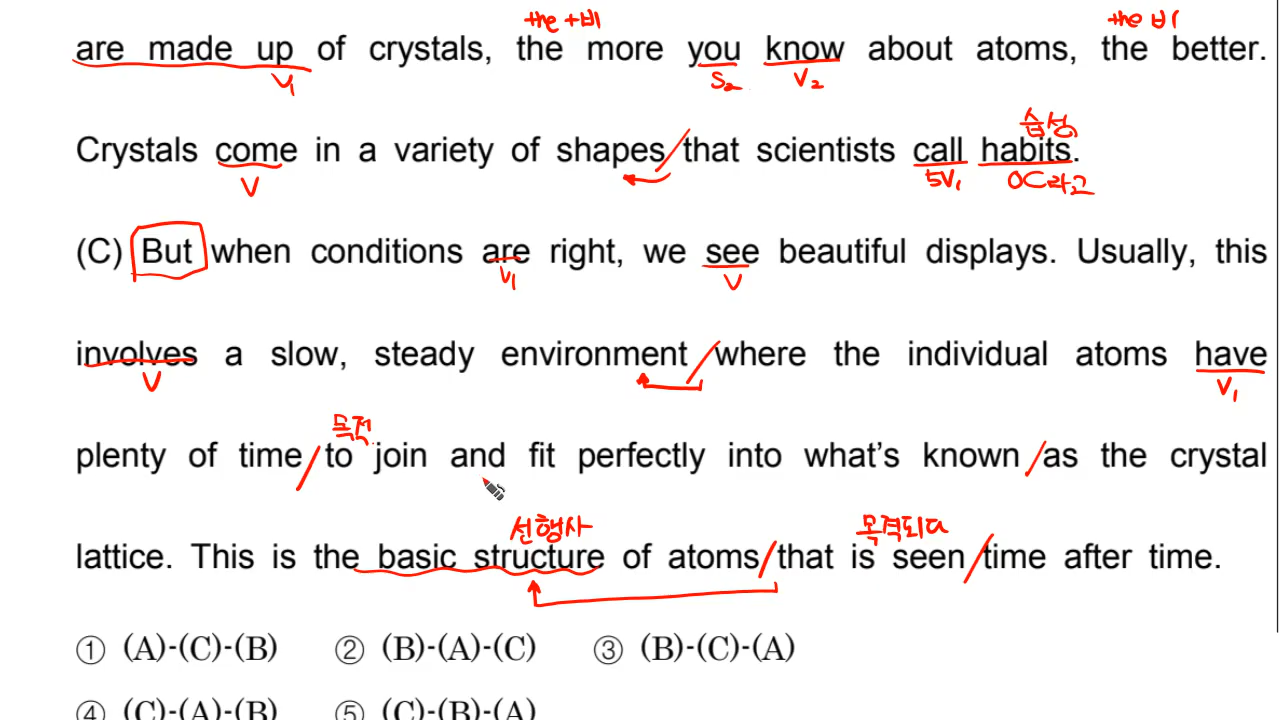 the +비 the 비
are made up of crystals, the more you know about atoms, the better.
V₁ S₂ V₂
습성
Crystals come in a variety of shapes / that scientists call habits.
V 5V₁ OC라고
(C) But when conditions are right, we see beautiful displays. Usually, this
V₁ V
involves a slow, steady environment / where the individual atoms have
V V₁
목적
plenty of time / to join and fit perfectly into what's known / as the crystal
선행사 목격되다
lattice. This is the basic structure of atoms / that is seen / time after time.
① (A)-(C)-(B) ② (B)-(A)-(C) ③ (B)-(C)-(A)
④ (C)-(A)-(B) ⑤ (C)-(B)-(A)